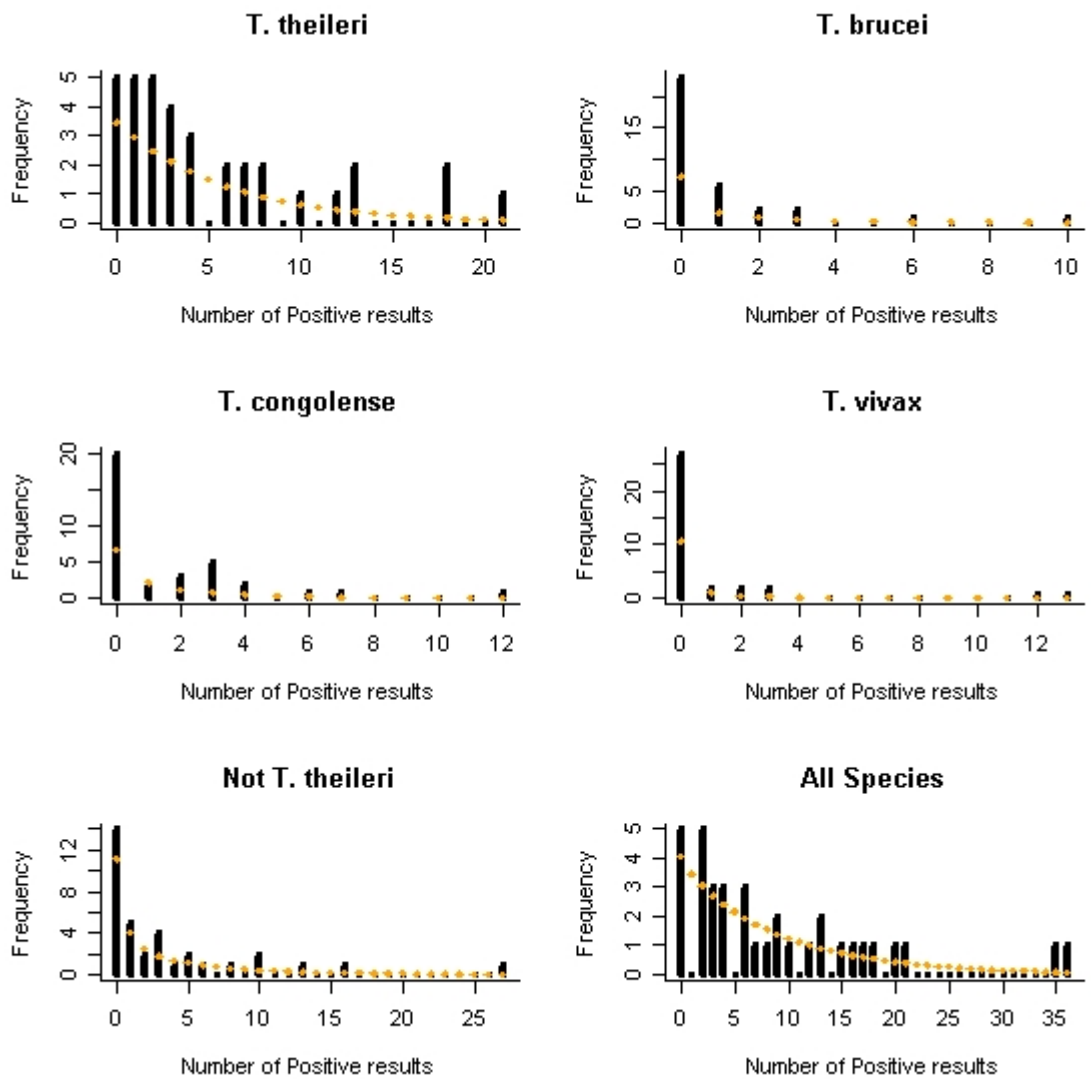 T. theileri
Frequency
0 1 2 3 4 5
0 5 10 15 20
Number of Positive results
T. brucei
Frequency
0 5 15
0 2 4 6 8 10
Number of Positive results
T. congolense
Frequency
0 5 10 20
0 2 4 6 8 10 12
Number of Positive results
T. vivax
Frequency
0 10 20
0 2 4 6 8 10 12
Number of Positive results
Not T. theileri
Frequency
0 4 8 12
0 5 10 15 20 25
Number of Positive results
All Species
Frequency
0 1 2 3 4 5
0 5 10 15 20 25 30 35
Number of Positive results